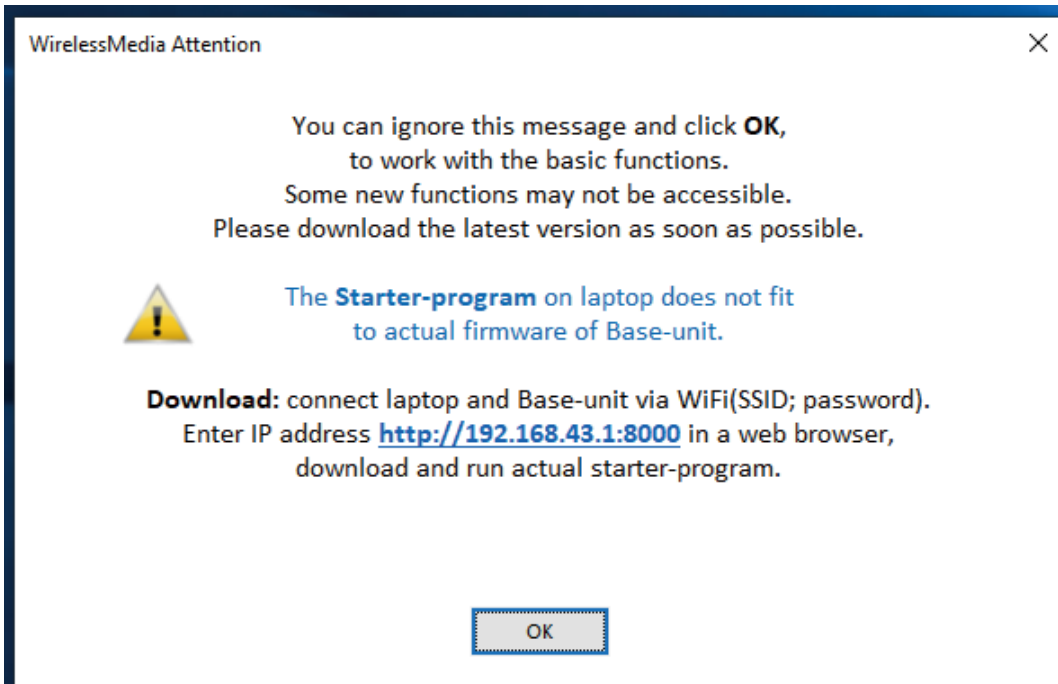 WirelessMedia Attention
You can ignore this message and click OK,
to work with the basic functions.
Some new functions may not be accessible.
Please download the latest version as soon as possible.
The Starter-program on laptop does not fit
to actual firmware of Base-unit.
Download: connect laptop and Base-unit via WiFi(SSID; password).
Enter IP address http://192.168.43.1:8000 in a web browser,
download and run actual starter-program.
OK